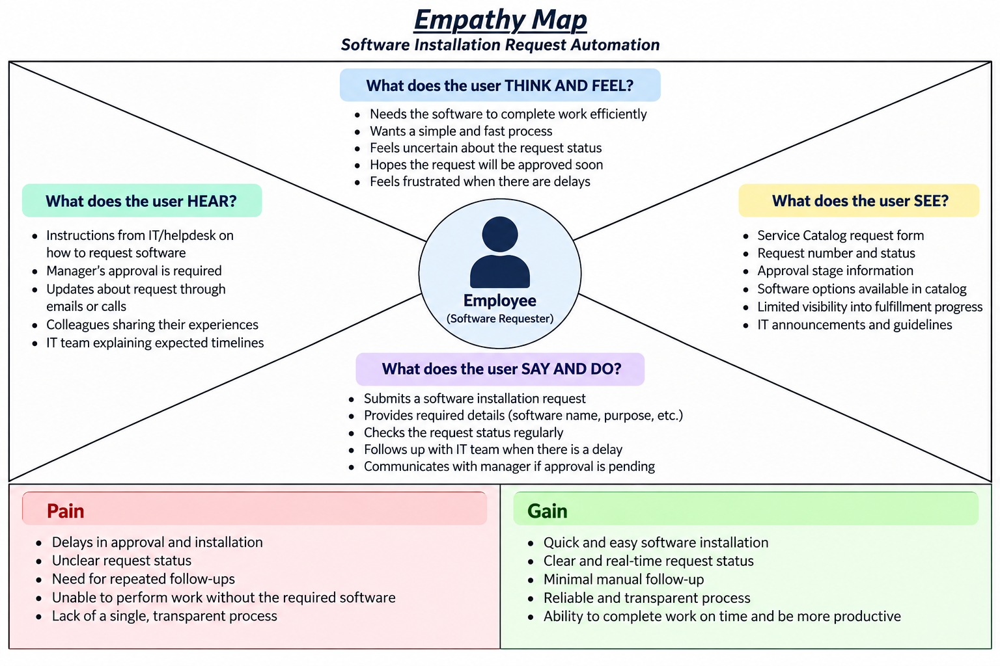 Empathy Map
Software Installation Request Automation
What does the user THINK AND FEEL?
• Needs the software to complete work efficiently
• Wants a simple and fast process
• Feels uncertain about the request status
• Hopes the request will be approved soon
• Feels frustrated when there are delays
What does the user HEAR?
• Instructions from IT/helpdesk on
how to request software
• Manager’s approval is required
• Updates about request through
emails or calls
• Colleagues sharing their experiences
• IT team explaining expected timelines
Employee
(Software Requester)
What does the user SEE?
• Service Catalog request form
• Request number and status
• Approval stage information
• Software options available in catalog
• Limited visibility into fulfillment progress
• IT announcements and guidelines
What does the user SAY AND DO?
• Submits a software installation request
• Provides required details (software name, purpose, etc.)
• Checks the request status regularly
• Follows up with IT team when there is a delay
• Communicates with manager if approval is pending
Pain
• Delays in approval and installation
• Unclear request status
• Need for repeated follow-ups
• Unable to perform work without the required software
• Lack of a single, transparent process
Gain
• Quick and easy software installation
• Clear and real-time request status
• Minimal manual follow-up
• Reliable and transparent process
• Ability to complete work on time and be more productive